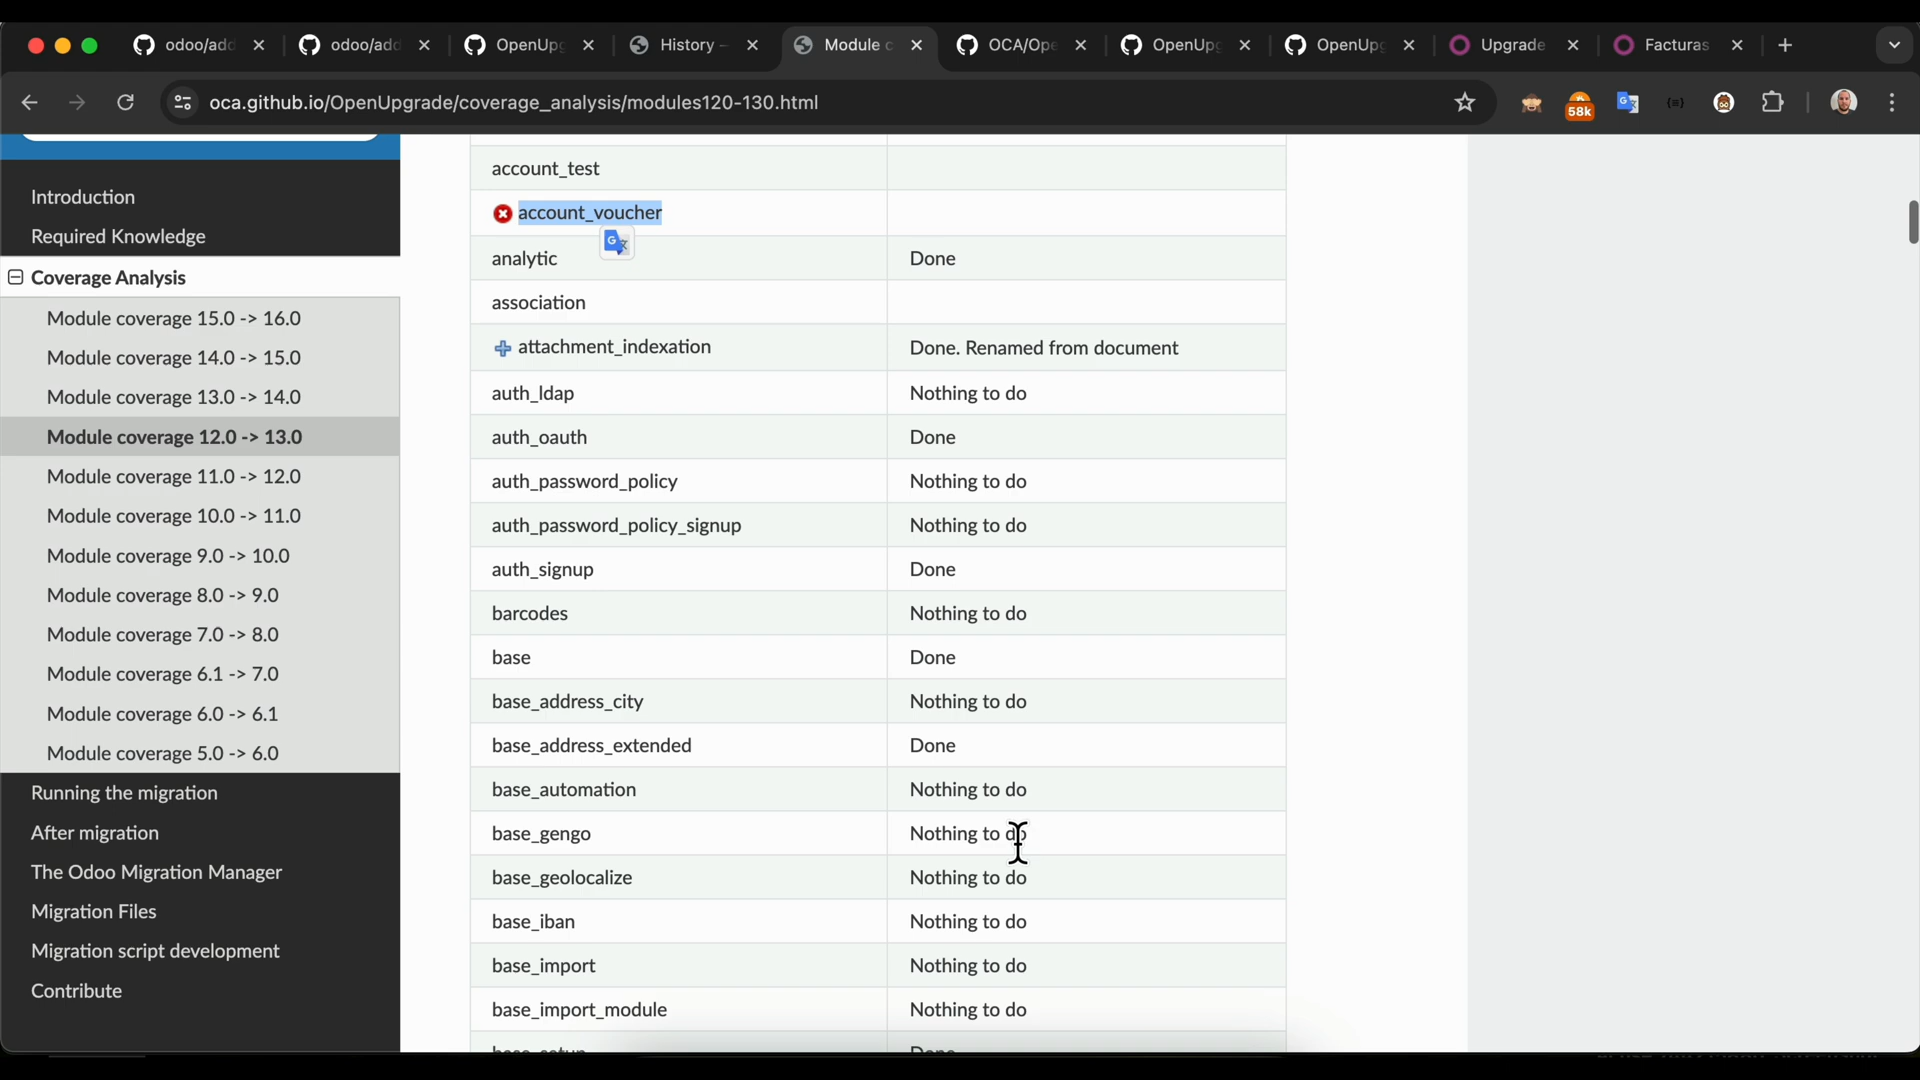 odoo/add
odoo/add
OpenUpg
History –
Module c
OCA/Ope
OpenUpg
OpenUpg
Upgrade
Facturas
oca.github.io/OpenUpgrade/coverage_analysis/modules120-130.html
58k
Introduction
Required Knowledge
Coverage Analysis
Module coverage 15.0 -> 16.0
Module coverage 14.0 -> 15.0
Module coverage 13.0 -> 14.0
Module coverage 12.0 -> 13.0
Module coverage 11.0 -> 12.0
Module coverage 10.0 -> 11.0
Module coverage 9.0 -> 10.0
Module coverage 8.0 -> 9.0
Module coverage 7.0 -> 8.0
Module coverage 6.1 -> 7.0
Module coverage 6.0 -> 6.1
Module coverage 5.0 -> 6.0
Running the migration
After migration
The Odoo Migration Manager
Migration Files
Migration script development
Contribute
account_test
account_voucher
analytic Done
association
attachment_indexation Done. Renamed from document
auth_ldap Nothing to do
auth_oauth Done
auth_password_policy Nothing to do
auth_password_policy_signup Nothing to do
auth_signup Done
barcodes Nothing to do
base Done
base_address_city Nothing to do
base_address_extended Done
base_automation Nothing to do
base_gengo Nothing to do
base_geolocalize Nothing to do
base_iban Nothing to do
base_import Nothing to do
base_import_module Nothing to do
base_setup Done